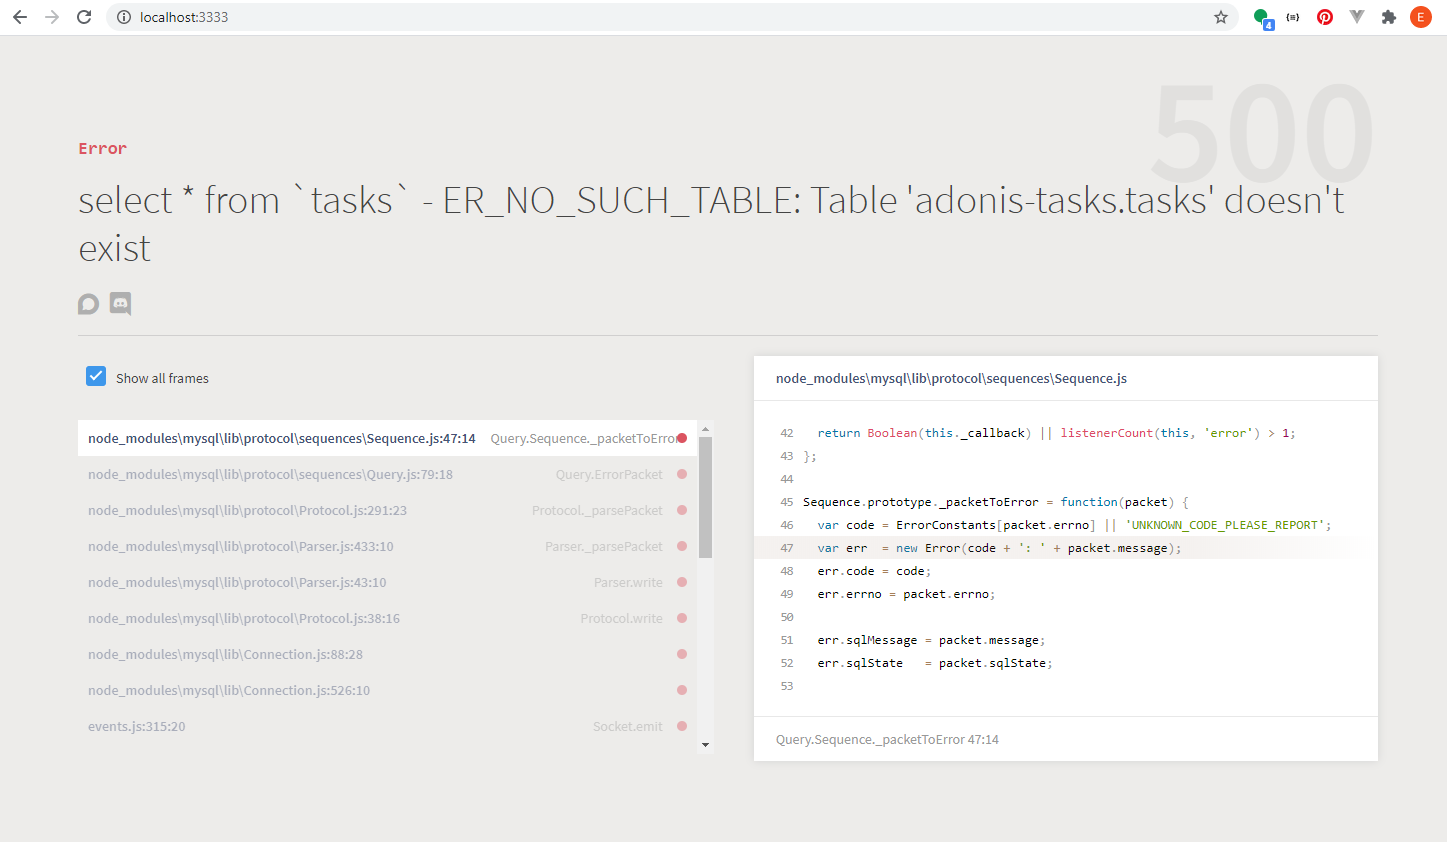 localhost:3333
4
E
500
Error
select * from `tasks` - ER_NO_SUCH_TABLE: Table 'adonis-tasks.tasks' doesn't
exist
Show all frames
node_modules\mysql\lib\protocol\sequences\Sequence.js:47:14 Query.Sequence._packetToError
node_modules\mysql\lib\protocol\sequences\Query.js:79:18 Query.ErrorPacket
node_modules\mysql\lib\protocol\Protocol.js:291:23 Protocol._parsePacket
node_modules\mysql\lib\protocol\Parser.js:433:10 Parser._parsePacket
node_modules\mysql\lib\protocol\Parser.js:43:10 Parser.write
node_modules\mysql\lib\protocol\Protocol.js:38:16 Protocol.write
node_modules\mysql\lib\Connection.js:88:28
node_modules\mysql\lib\Connection.js:526:10
events.js:315:20 Socket.emit
node_modules\mysql\lib\protocol\sequences\Sequence.js
42 return Boolean(this._callback) || listenerCount(this, 'error') > 1;
43 };
44
45 Sequence.prototype._packetToError = function(packet) {
46 var code = ErrorConstants[packet.errno] || 'UNKNOWN_CODE_PLEASE_REPORT';
47 var err  = new Error(code + ': ' + packet.message);
48 err.code = code;
49 err.errno = packet.errno;
50
51 err.sqlMessage = packet.message;
52 err.sqlState   = packet.sqlState;
53
Query.Sequence._packetToError 47:14